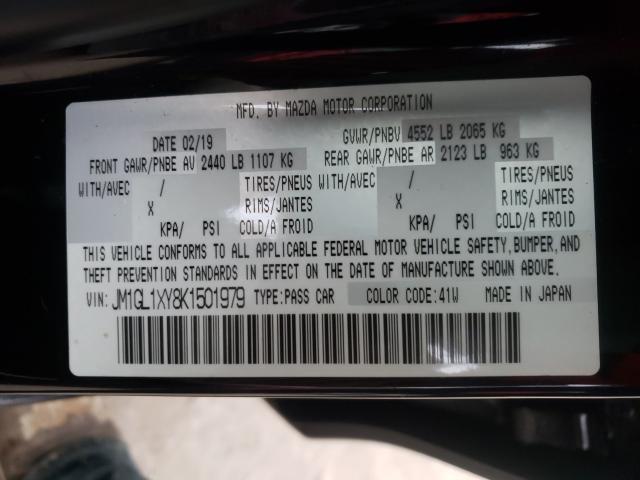 MFD. BY MAZDA MOTOR CORPORATION
DATE 02/19 GVWR/PNBV 4552 LB 2065 KG
FRONT GAWR/PNBE AV 2440 LB 1107 KG REAR GAWR/PNBE AR 2123 LB 963 KG
WITH/AVEC / TIRES/PNEUS WITH/AVEC / TIRES/PNEUS
X RIMS/JANTES X RIMS/JANTES
KPA/ PSI COLD/A FROID KPA/ PSI COLD/A FROID
THIS VEHICLE CONFORMS TO ALL APPLICABLE FEDERAL MOTOR VEHICLE SAFETY, BUMPER, AND
THEFT PREVENTION STANDARDS IN EFFECT ON THE DATE OF MANUFACTURE SHOWN ABOVE.
VIN: JM1GL1XY8K1501979 TYPE: PASS CAR COLOR CODE: 41W MADE IN JAPAN